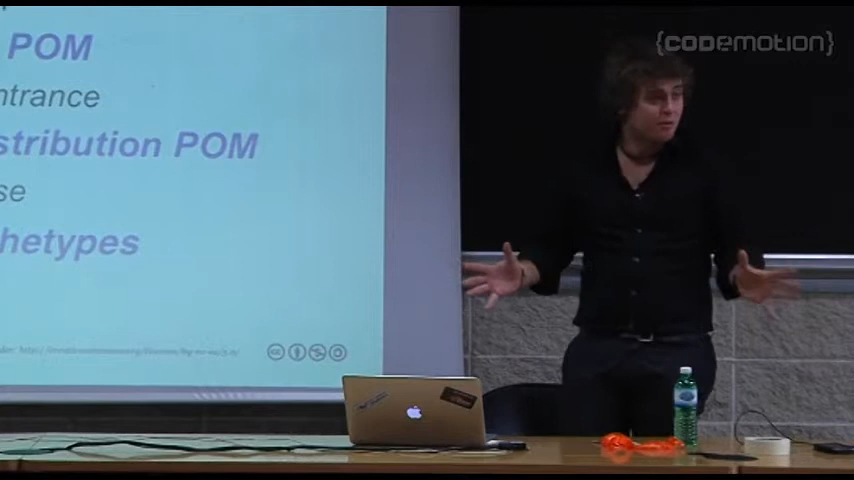 {CODEMOTION}
POM
ntrance
stribution POM
se
hetypes